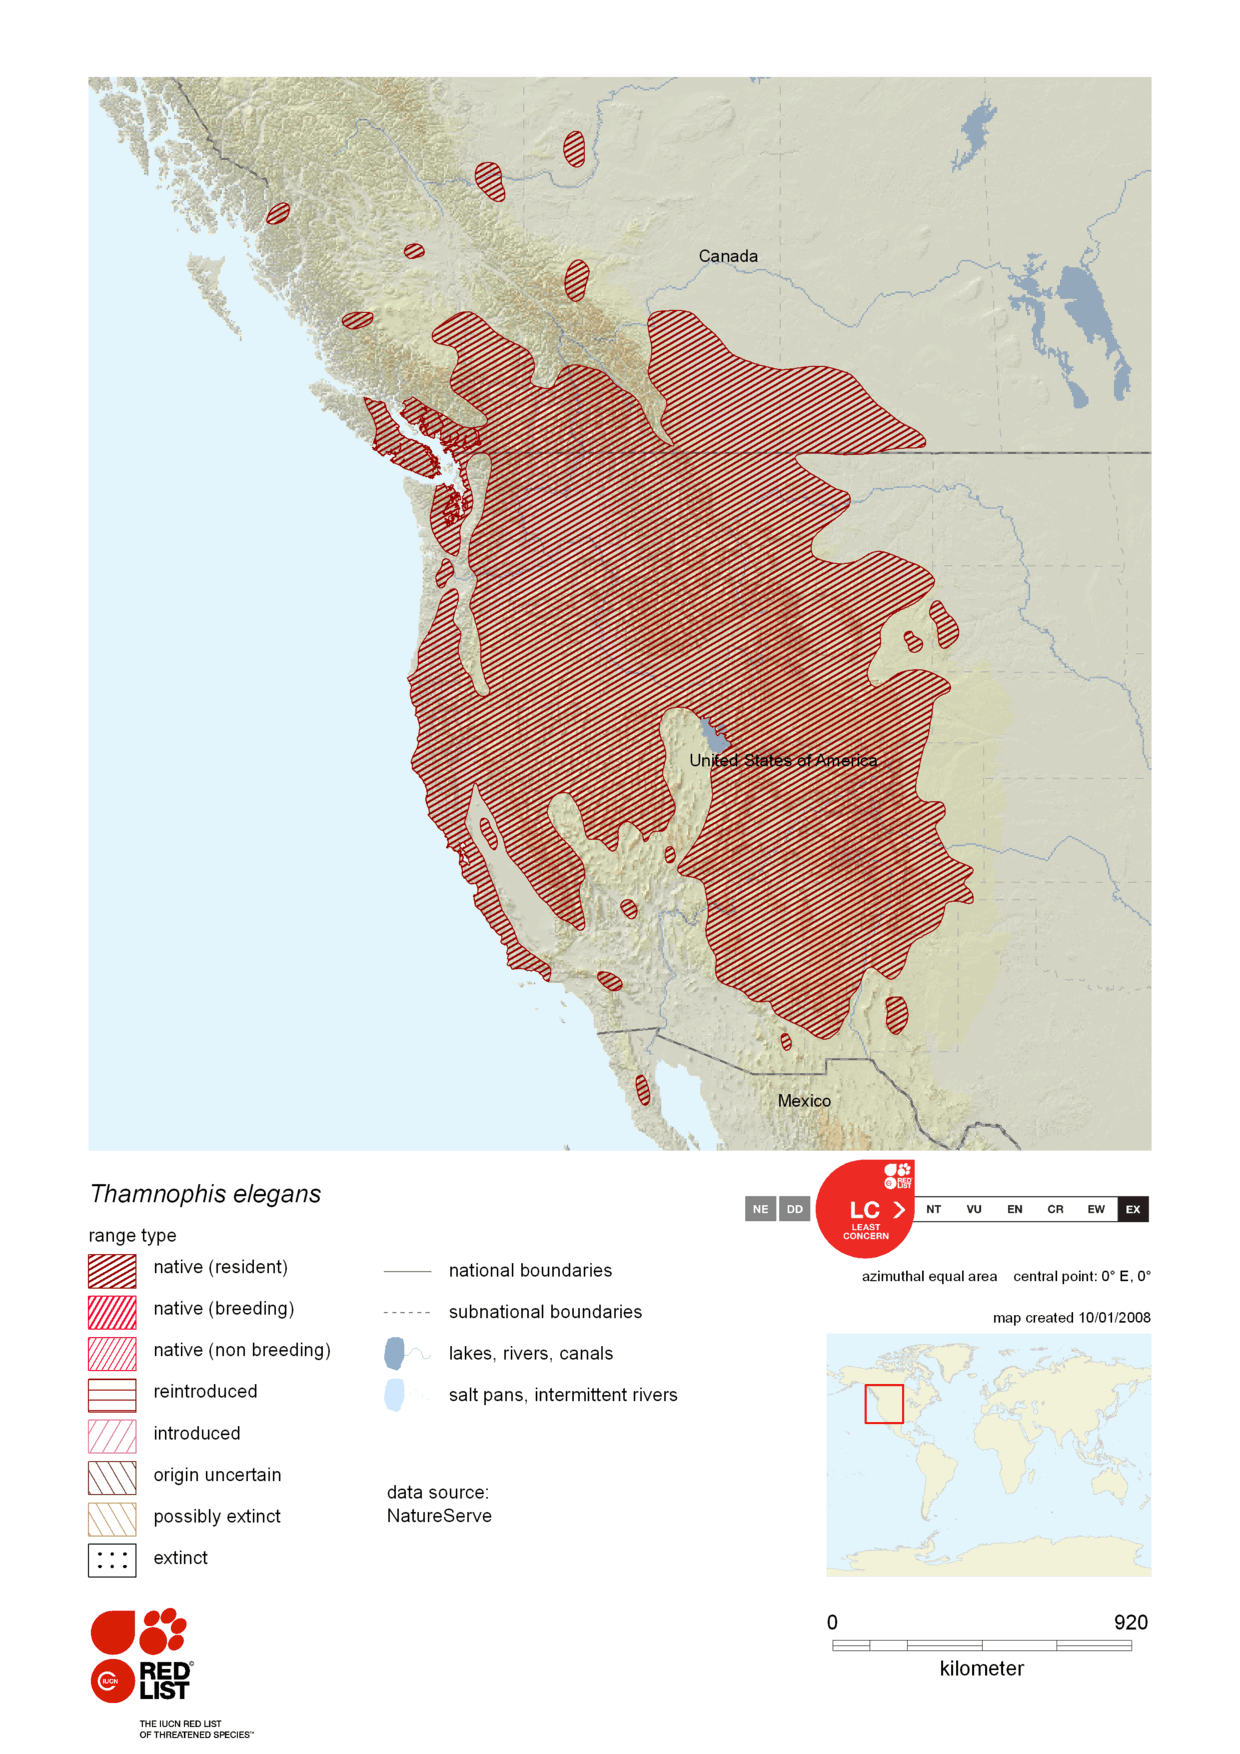 Canada
United States of America
Mexico
Thamnophis elegans
range type
native (resident)
native (breeding)
native (non breeding)
reintroduced
introduced
origin uncertain
possibly extinct
extinct
national boundaries
subnational boundaries
lakes, rivers, canals
salt pans, intermittent rivers
data source:
NatureServe
RED
LIST
NE DD LC NT VU EN CR EW EX
LEAST
CONCERN
azimuthal equal area central point: 0° E, 0°
map created 10/01/2008
0 920
kilometer
IUCN
RED©
LIST
THE IUCN RED LIST
OF THREATENED SPECIES™